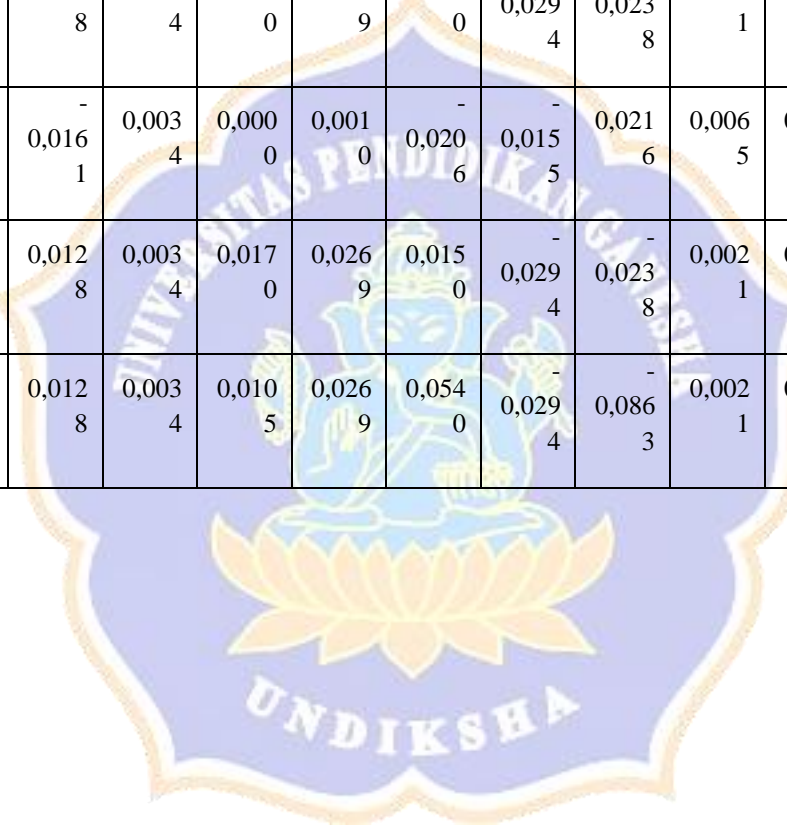 8 4 0 9 0 0,029 4 0,023 8 1
-0,016 1 0,003 4 0,000 0 0,001 0 -0,020 6 -0,015 5 0,021 6 0,006 5
0,012 8 0,003 4 0,017 0 0,026 9 0,015 0 -0,029 4 -0,023 8 0,002 1
0,012 8 0,003 4 0,010 5 0,026 9 0,054 0 -0,029 4 -0,086 3 0,002 1
UNIVERSITAS PENDIDIKAN GANESHA
UNDIKSHA